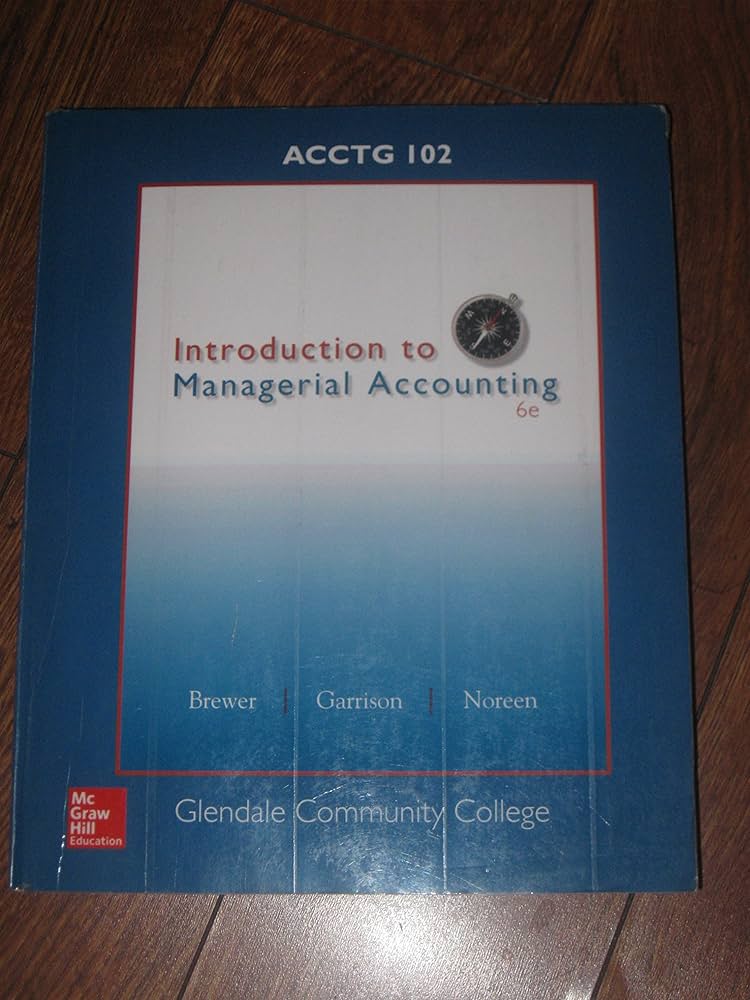 ACCTG 102
Introduction to
Managerial Accounting
6e
Brewer | Garrison | Noreen
Mc
Graw
Hill
Education
Glendale Community College